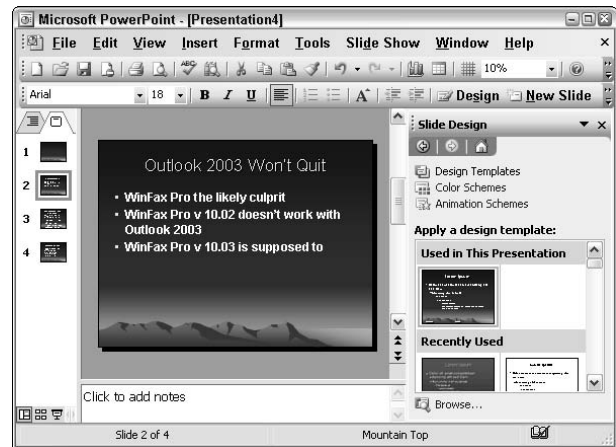 Microsoft PowerPoint - [Presentation4]
File Edit View Insert Format Tools Slide Show Window Help
10%
Arial 18 B I U A Design New Slide
1
2
3
4
Outlook 2003 Won't Quit
• WinFax Pro the likely culprit
• WinFax Pro v 10.02 doesn't work with
Outlook 2003
• WinFax Pro v 10.03 is supposed to
Click to add notes
Slide Design
Design Templates
Color Schemes
Animation Schemes
Apply a design template:
Used in This Presentation
Recently Used
Browse...
Slide 2 of 4 Mountain Top